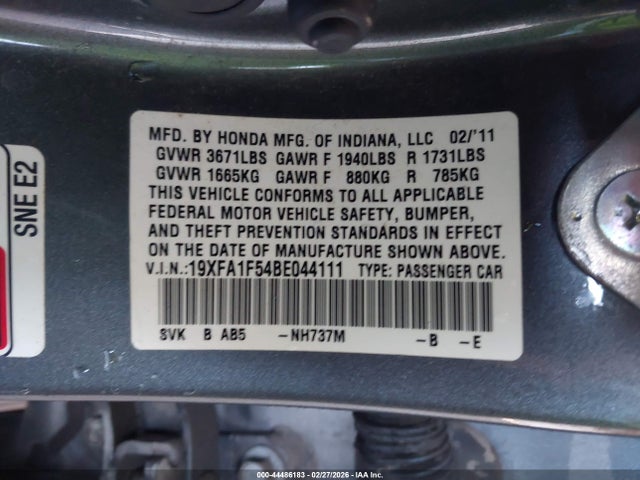 MFD. BY HONDA MFG. OF INDIANA, LLC 02/'11
GVWR 3671LBS GAWR F 1940LBS R 1731LBS
GVWR 1665KG GAWR F 880KG R 785KG
THIS VEHICLE CONFORMS TO ALL APPLICABLE
FEDERAL MOTOR VEHICLE SAFETY, BUMPER,
AND THEFT PREVENTION STANDARDS IN EFFECT
ON THE DATE OF MANUFACTURE SHOWN ABOVE.
V.I.N.:19XFA1F54BE044111 TYPE: PASSENGER CAR
SVK B AB5 -NH737M -B -E
SNE E2
000-44486183 - 02/27/2026 - IAA Inc.